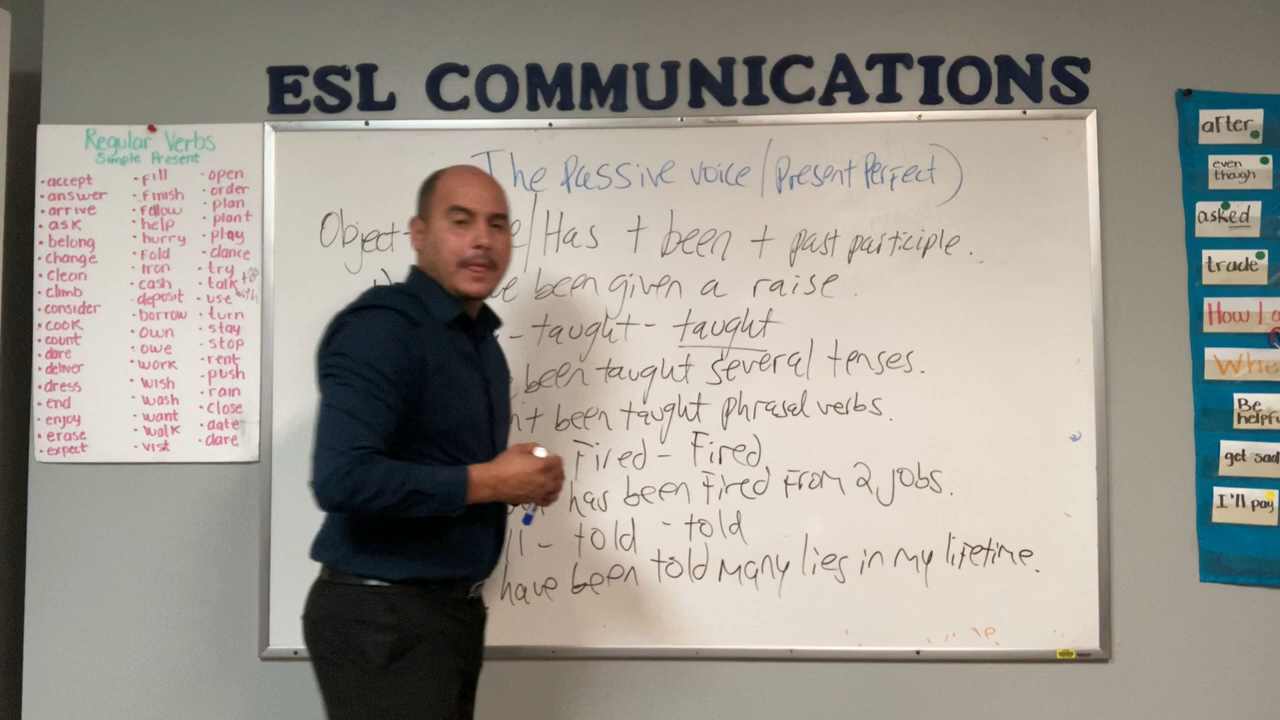 ESL COMMUNICATIONS
Regular Verbs
Simple Present
• accept
• answer
• arrive
• ask
• belong
• change
• clean
• climb
• consider
• cook
• count
• dare
• deliver
• dress
• end
• enjoy
• erase
• expect
• fill
• Finish
• Follow
• help
• hurry
• Fold
• Iron
• cash
• deposit
• borrow
• own
• owe
• work
• wish
• wash
• want
• walk
• visit
• open
• order
• plan
• plant
• play
• dance
• try
• talk to
with
• use
• turn
• stay
• stop
• rent
• push
• rain
• close
• date
• dare
The Passive voice/(Present Perfect)
Object /Has + been + past participle.
been given a raise.
- taught - taught
been taught several tenses.
been taught phrasal verbs.
Fired - Fired
has been Fired From 2 jobs.
- told - told
have been told many lies in my lifetime.
after
even
though
asked
trade
How
Be
get sad
I'll pay